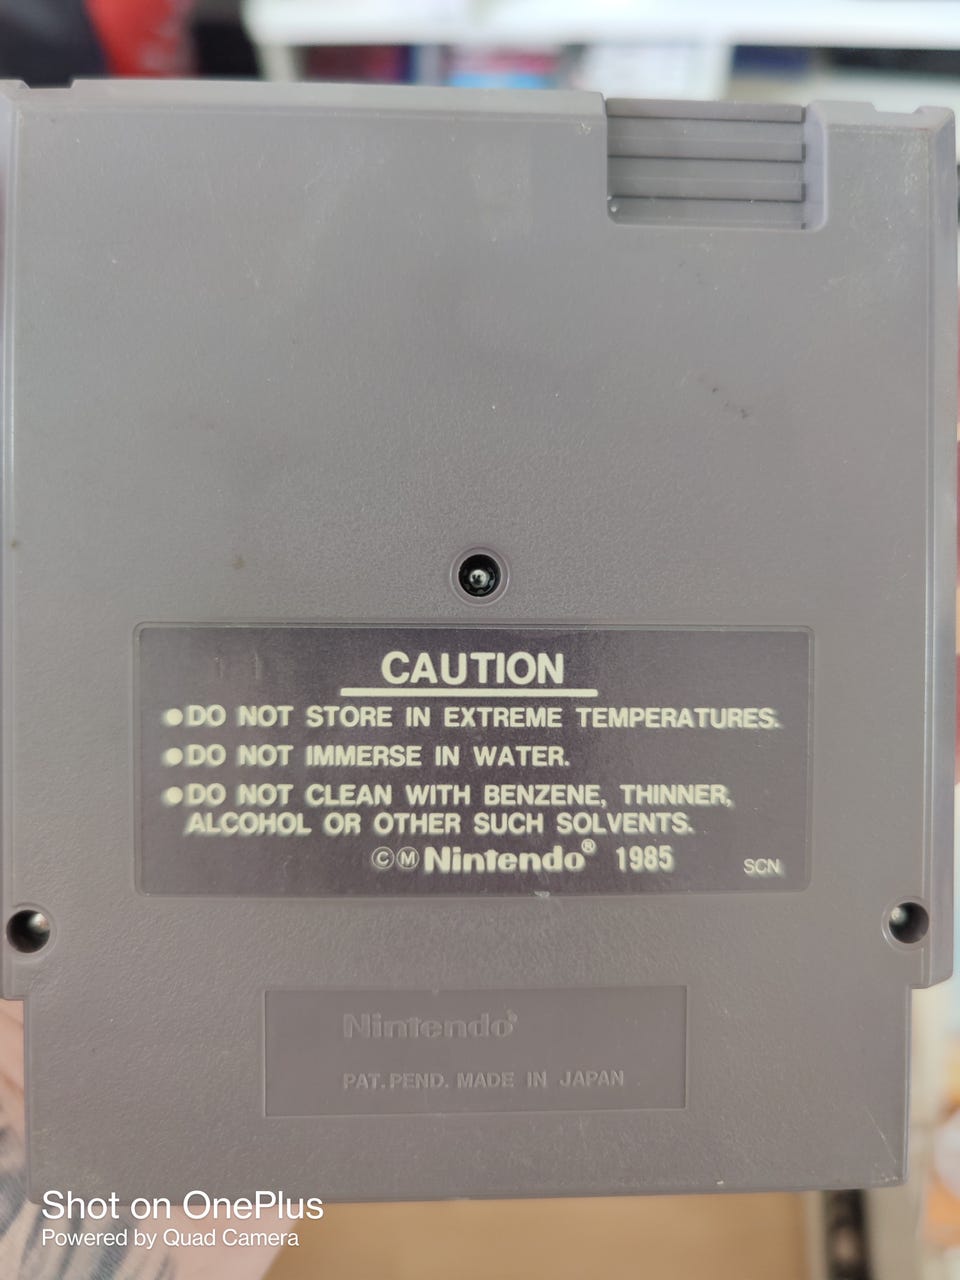 CAUTION
●DO NOT STORE IN EXTREME TEMPERATURES.
●DO NOT IMMERSE IN WATER.
●DO NOT CLEAN WITH BENZENE, THINNER,
ALCOHOL OR OTHER SUCH SOLVENTS.
ⒸⓂNintendo® 1985
SCN
Nintendo®
PAT. PEND. MADE IN JAPAN
Shot on OnePlus
Powered by Quad Camera